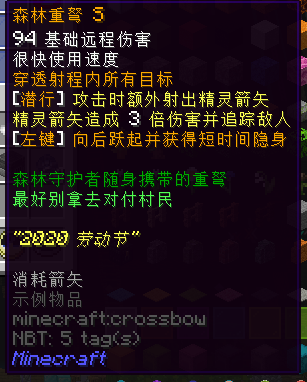 森林重弩 S
94 基础远程伤害
很快使用速度
穿透射程内所有目标
[潜行] 攻击时额外射出精灵箭矢
精灵箭矢造成 3 倍伤害并追踪敌人
[左键] 向后跃起并获得短时间隐身
森林守护者随身携带的重弩
最好别拿去对付村民
"2020 劳动节"
消耗箭矢
示例物品
minecraft:crossbow
NBT: 5 tag(s)
Minecraft